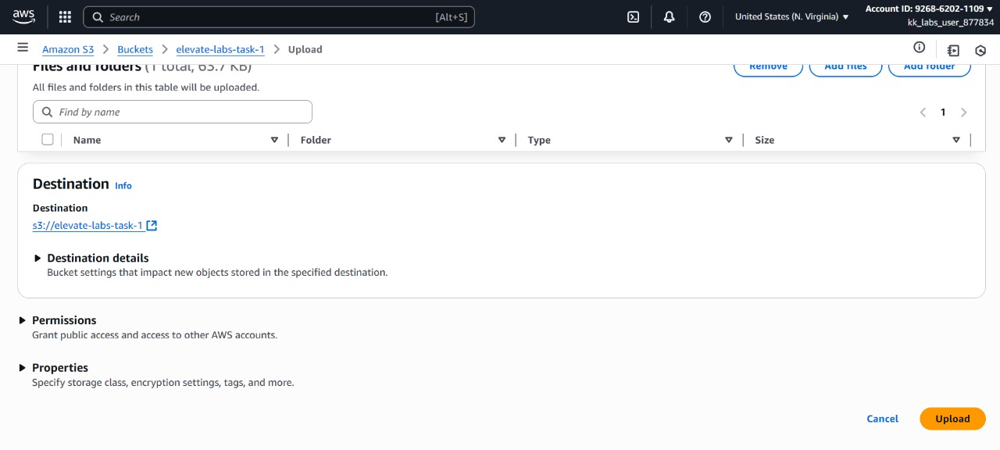 aws Search [Alt+S] United States (N. Virginia) ▼ Account ID: 9268-6202-1109 ▼
kk_labs_user_877834
Amazon S3 > Buckets > elevate-labs-task-1 > Upload
Files and folders (1 total, 63.7 KB) Remove Add files Add folder
All files and folders in this table will be uploaded.
Find by name < 1 >
Name Folder Type Size
Destination Info
Destination
s3://elevate-labs-task-1
Destination details
Bucket settings that impact new objects stored in the specified destination.
Permissions
Grant public access and access to other AWS accounts.
Properties
Specify storage class, encryption settings, tags, and more.
Cancel Upload